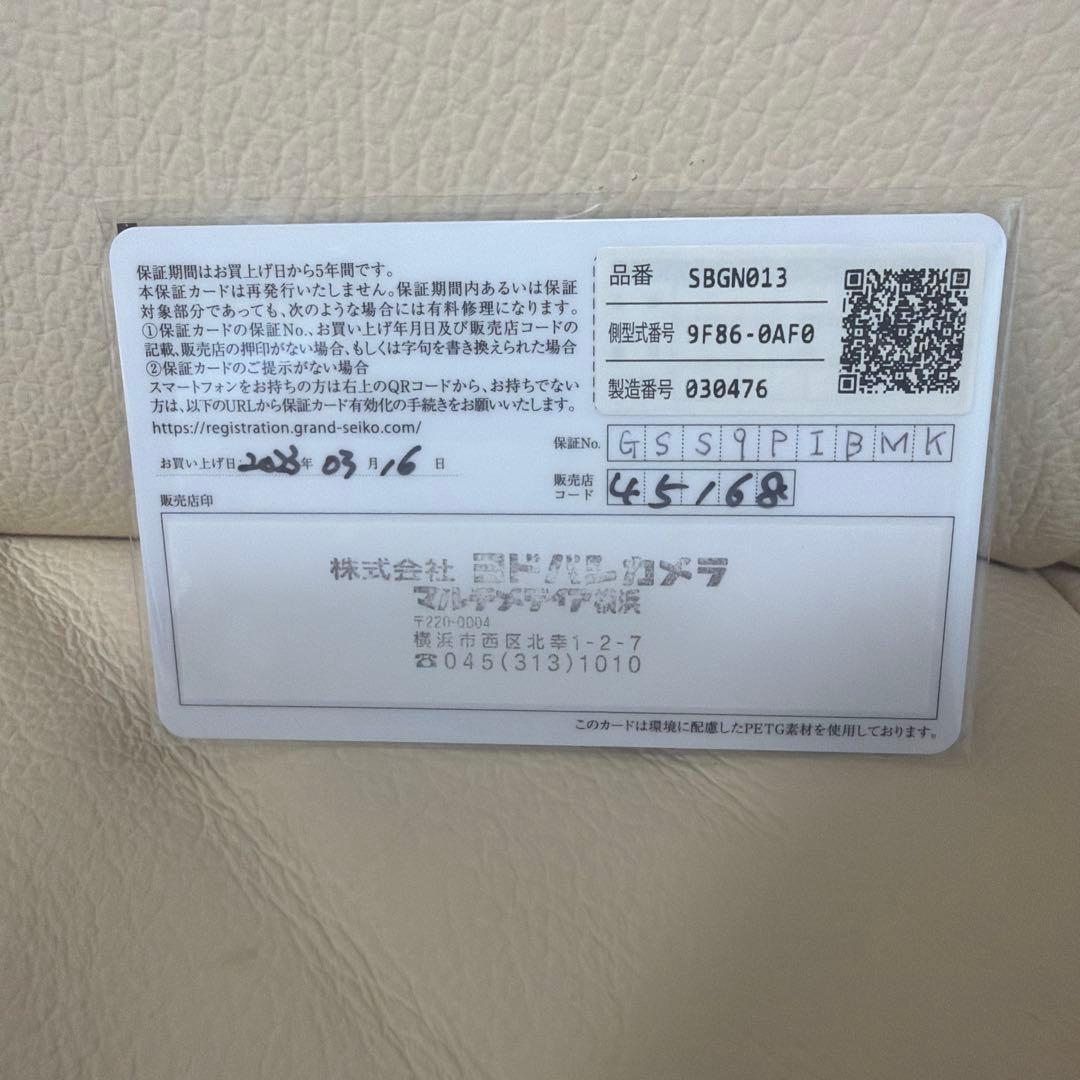 保証期間はお買上げ日から5年間です。
本保証カードは再発行いたしません。保証期間内あるいは保証
対象部分であっても、次のような場合には有料修理になります。
①保証カードの保証No.、お買い上げ年月日及び販売店コードの
記載、販売店の押印がない場合、もしくは字句を書き換えられた場合
②保証カードのご提示がない場合
スマートフォンをお持ちの方は右上のQRコードから、お持ちでない
方は、以下のURLから保証カード有効化の手続きをお願いいたします。
https://registration.grand-seiko.com/
お買い上げ日:2023年 03月16日
品番 SBGN013
側型式番号 9F86-0AF0
製造番号 030476
保証No. GSS9PIBMK
販売店
コード 45168
販売店印
株式会社 ヨドバシカメラ
マルチメディア横浜
〒220-0004
横浜市西区北幸1-2-7
☎045(313)1010
このカードは環境に配慮したPETG素材を使用しております。